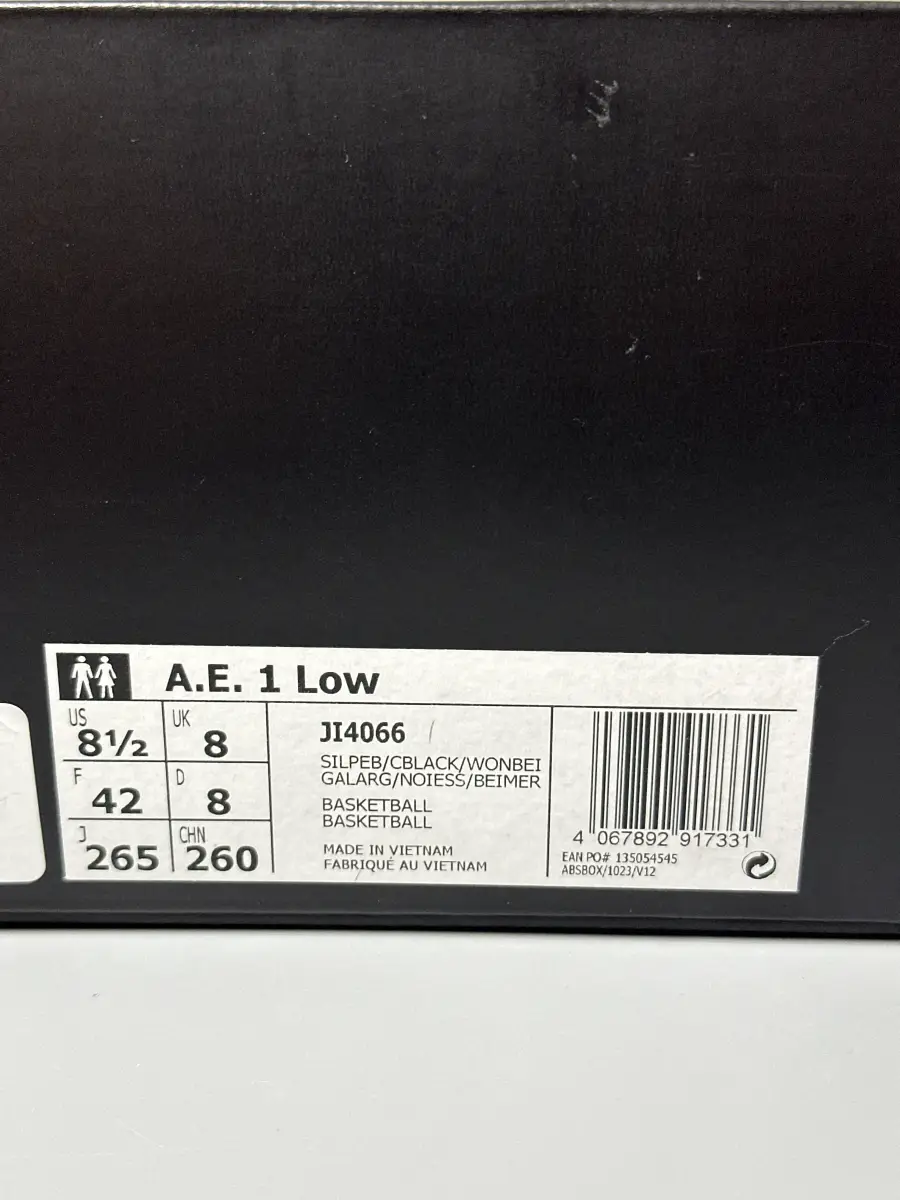 A.E. 1 Low
US
8½
UK
8
F
42
D
8
J
265
CHN
260
JI4066
SILPEB/CBLACK/WONBEI
GALARG/NOIESS/BEIMER
BASKETBALL
BASKETBALL
MADE IN VIETNAM
FABRIQUÉ AU VIETNAM
4 067892 917331
EAN PO# 135054545
ABSBOX/1023/V12